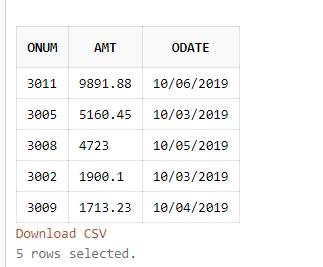 ONUM AMT ODATE
3011 9891.88 10/06/2019
3005 5160.45 10/03/2019
3008 4723 10/05/2019
3002 1900.1 10/03/2019
3009 1713.23 10/04/2019
Download CSV
5 rows selected.